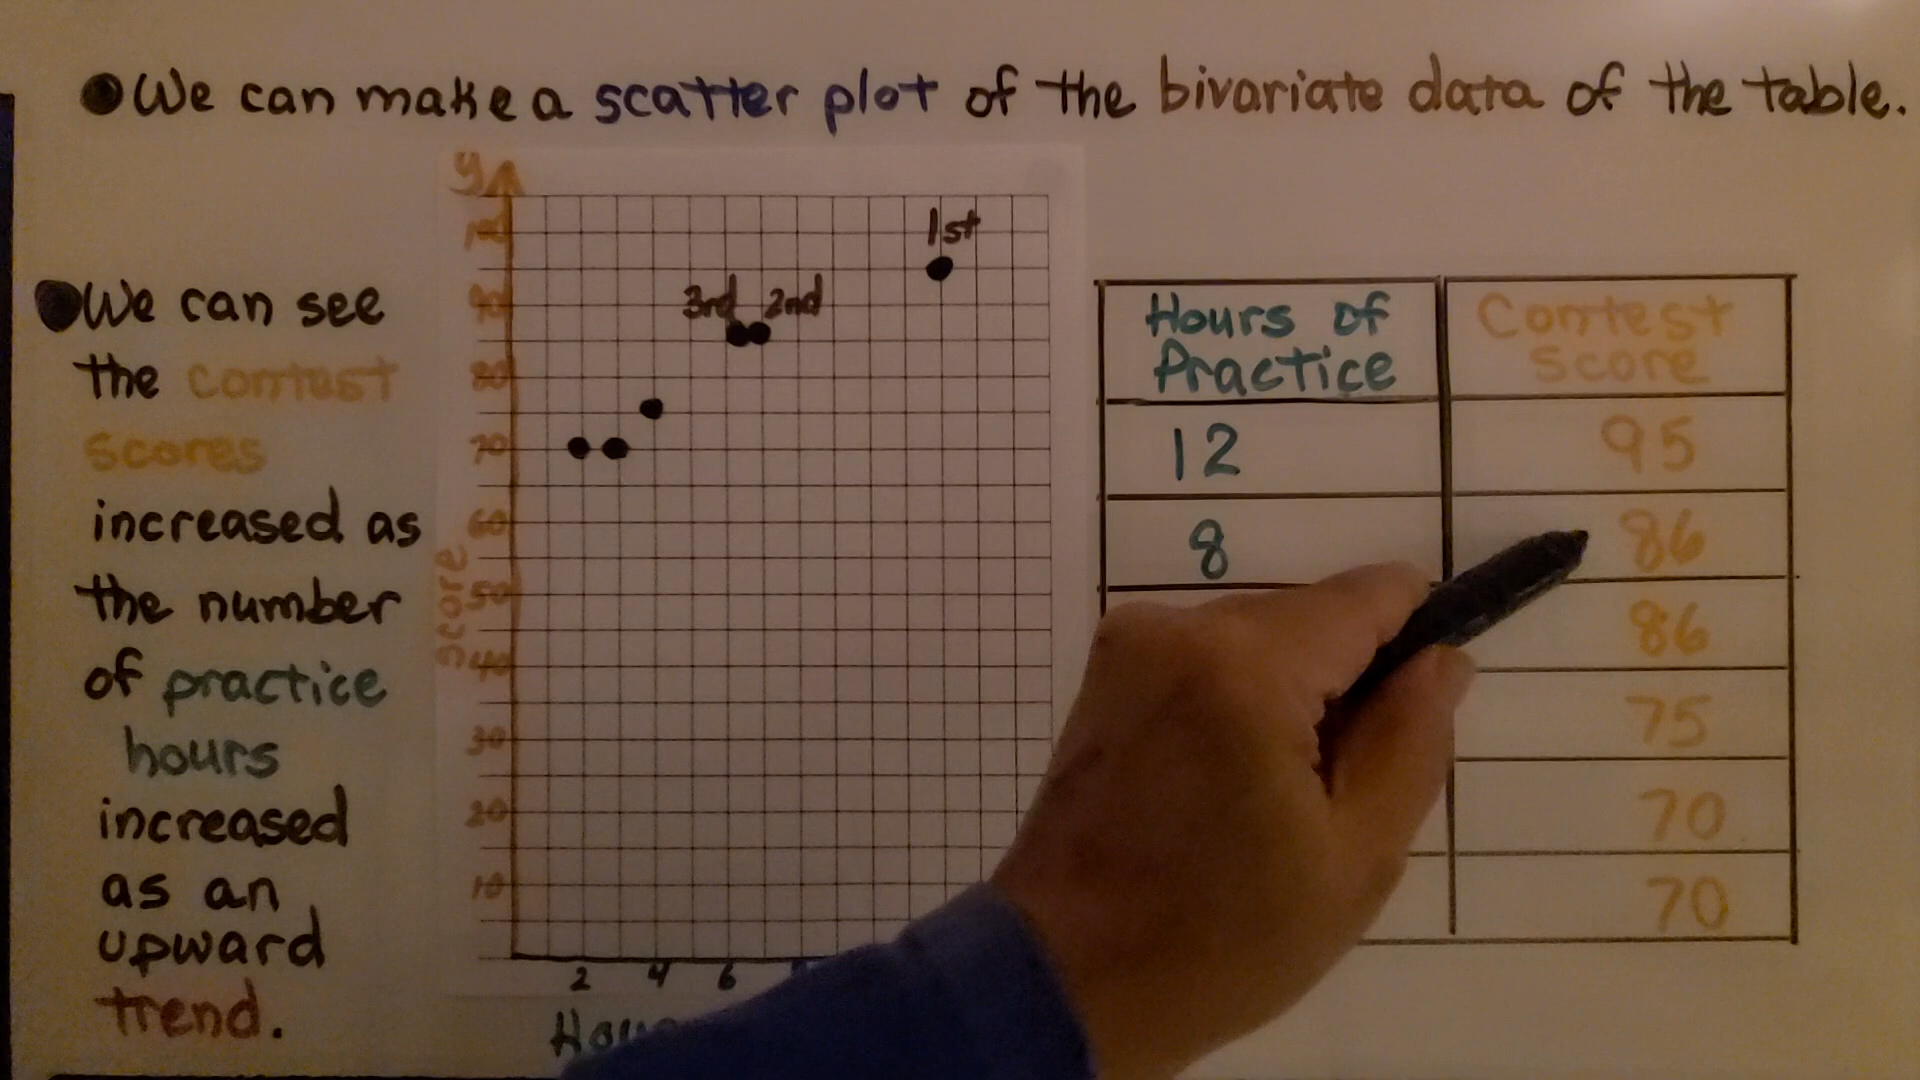 We can make a scatter plot of the bivariate data of the table.
We can see
the contest
scores
increased as
the number
of practice
hours
increased
as an
upward
trend.
y
90
80
70
60
50
40
30
20
10
Score
1st
3rd 2nd
2 4 6
Hours of Contest
Practice Score
12 95
8 86
86
75
70
70